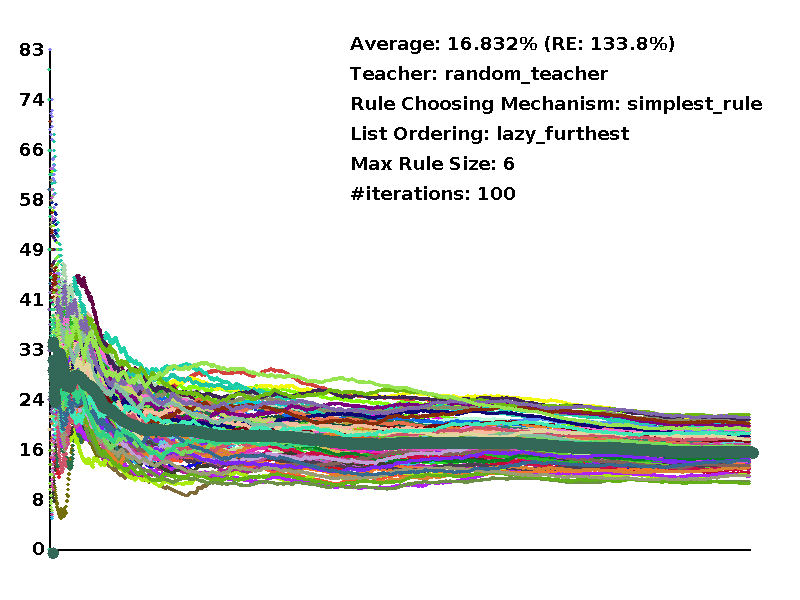 Average: 16.832% (RE: 133.8%)
Teacher: random_teacher
Rule Choosing Mechanism: simplest_rule
List Ordering: lazy_furthest
Max Rule Size: 6
#iterations: 100
83
74
66
58
49
41
33
24
16
8
0